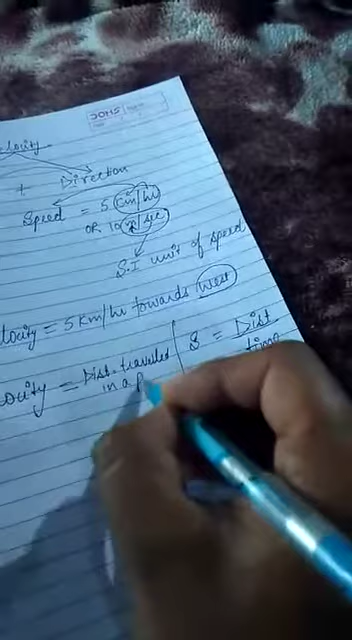 DOMS
locity
+ Direction
Speed = 5 km/hr
OR 10 m/sec
S.I unit of speed
locity = 5 km/hr towards west
ocity = Dist. travelled
in a p
S = Dist
time